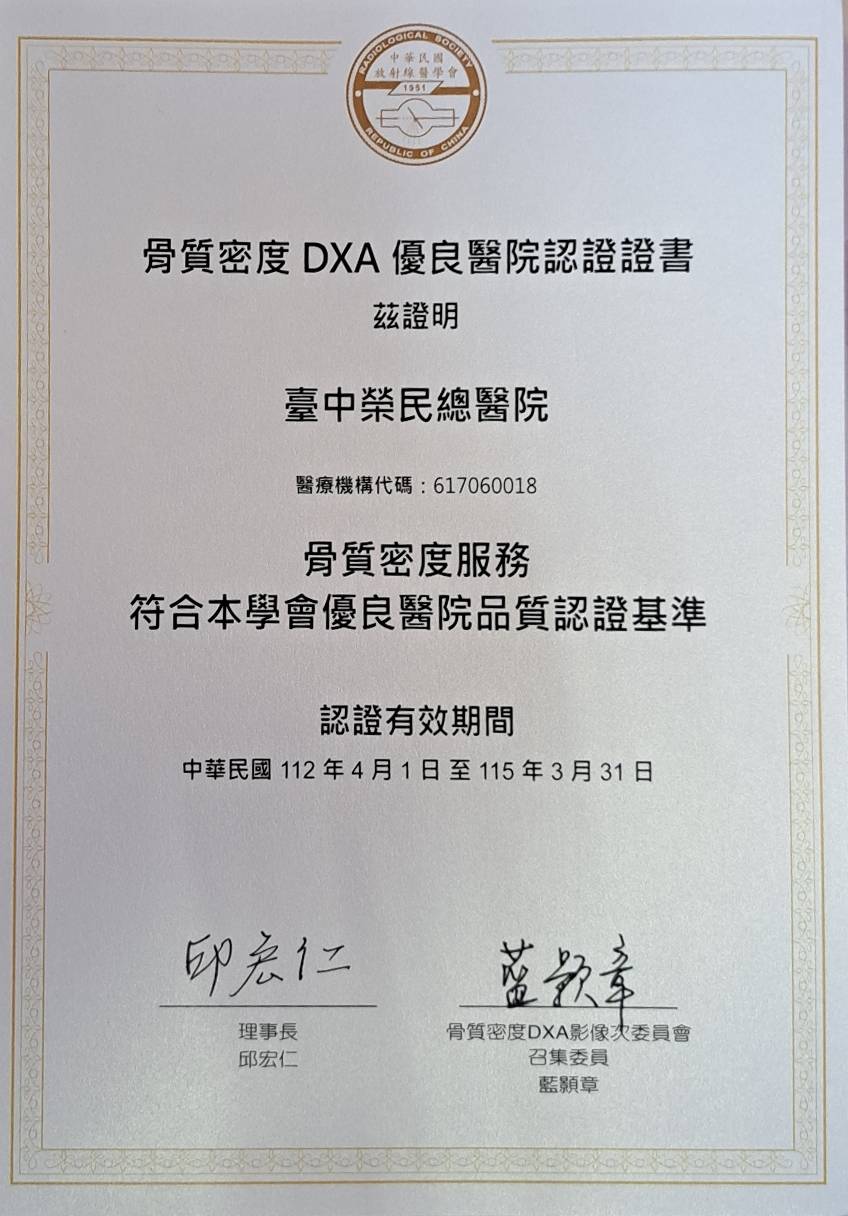 RADIOLOGICAL SOCIETY
中華民國
放射線醫學會
1951
REPUBLIC OF CHINA
骨質密度 DXA 優良醫院認證證書
茲證明
臺中榮民總醫院
醫療機構代碼：617060018
骨質密度服務
符合本學會優良醫院品質認證基準
認證有效期間
中華民國 112 年 4 月 1 日 至 115 年 3 月 31 日
邱宏仁
藍顥章
理事長
邱宏仁
骨質密度DXA影像次委員會
召集委員
藍顥章